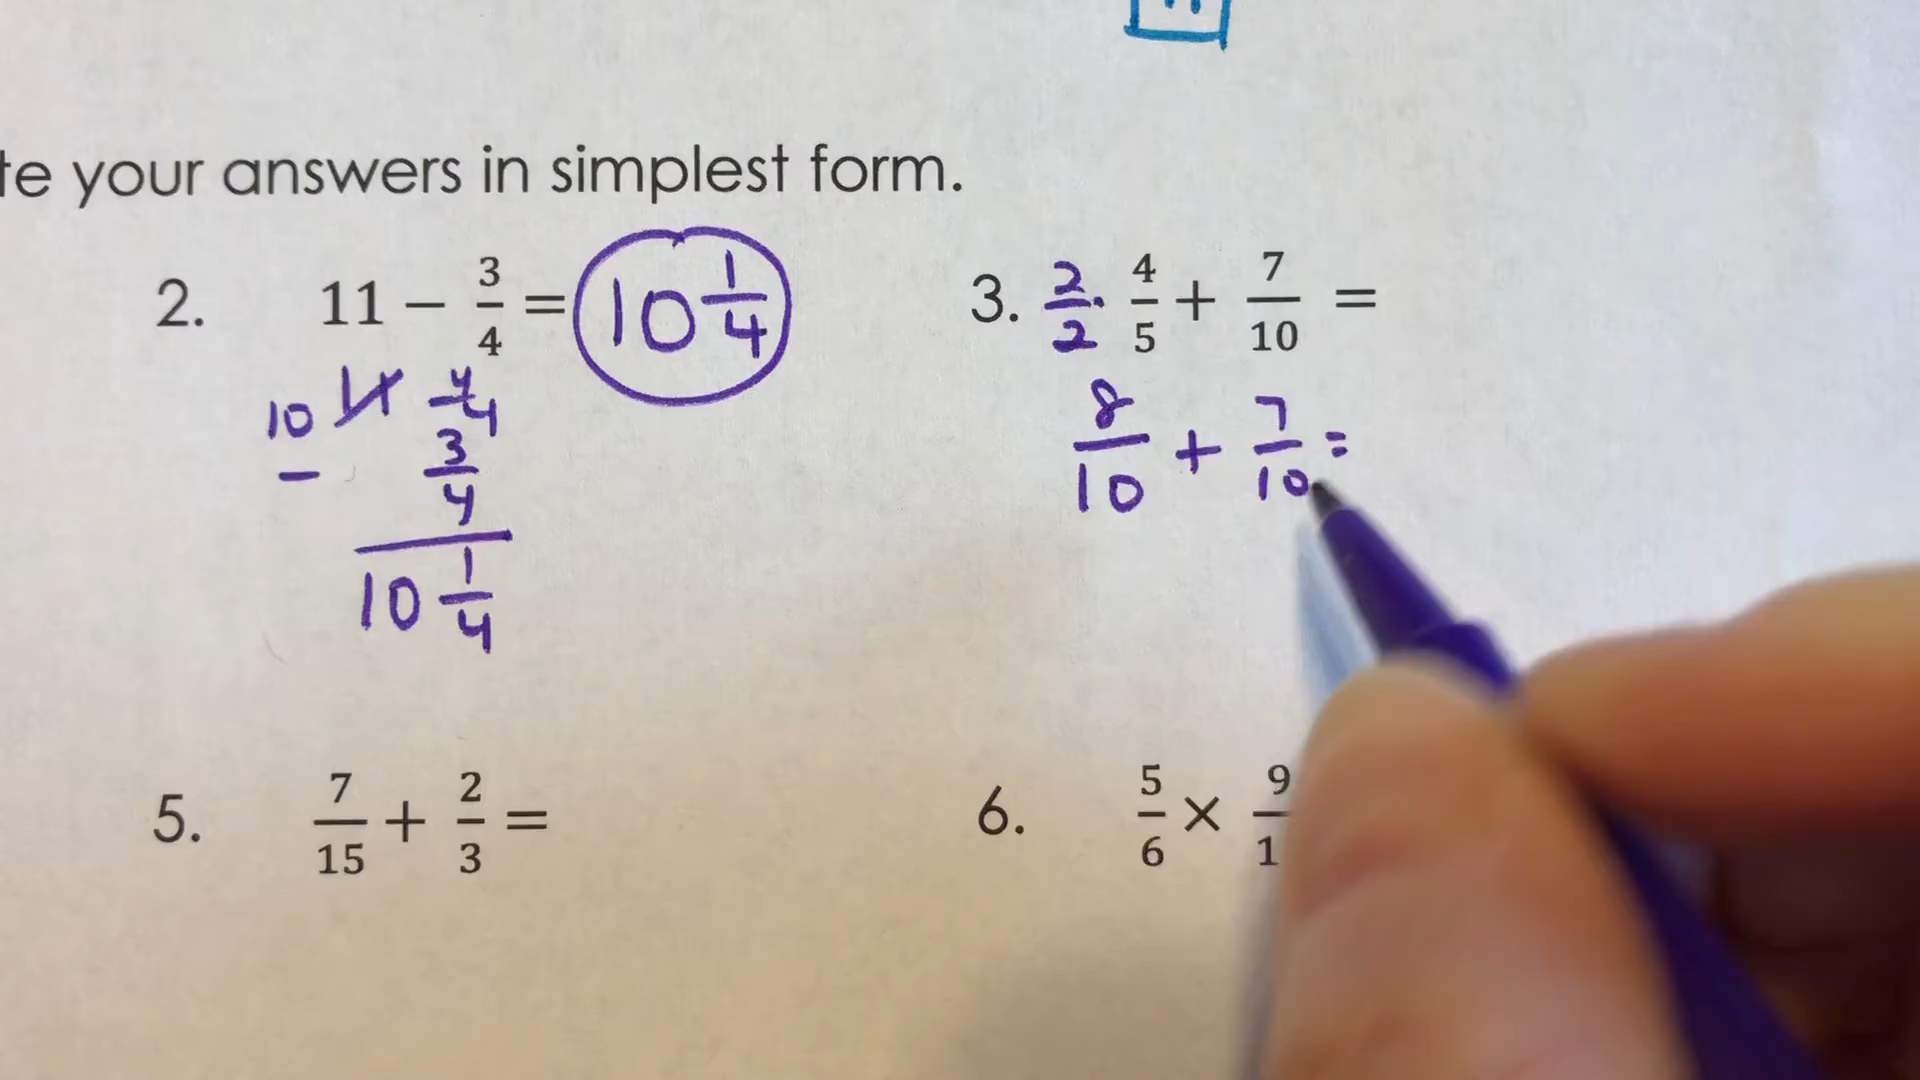 te your answers in simplest form.
2. 11 − 3/4 = 10 1/4
10 11 4/4
− 3/4
10 1/4
3. 2/2 · 4/5 + 7/10 =
8/10 + 7/10 =
5. 7/15 + 2/3 =
6. 5/6 × 9/1